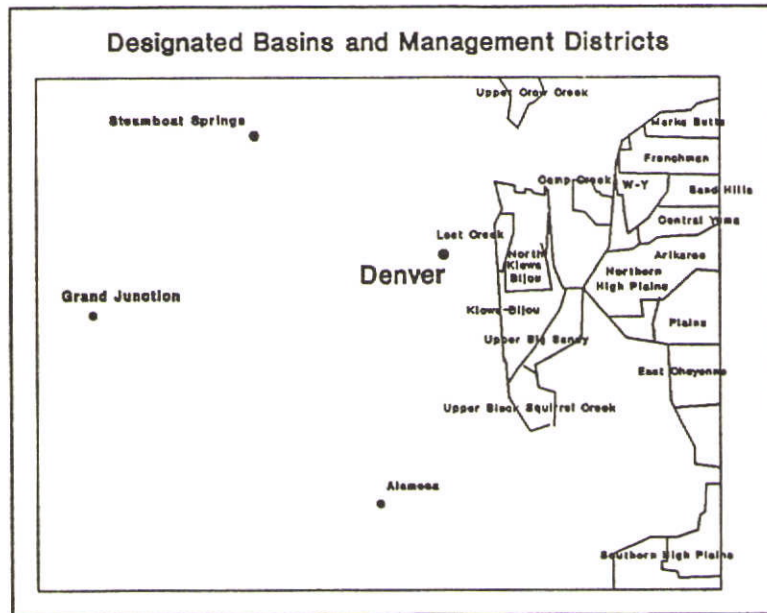 Designated Basins and Management Districts
Upper Crow Creek
Steamboat Springs
Marks Butte
Frenchman
Camp Creek
W-Y
Sand Hills
Central Yuma
Lost Creek
North
Kiowa
Bijou
Arikaree
Denver
Northern
High Plains
Grand Junction
Kiowa-Bijou
Plains
Upper Big Sandy
East Cheyenne
Upper Black Squirrel Creek
Alamosa
Southern High Plains